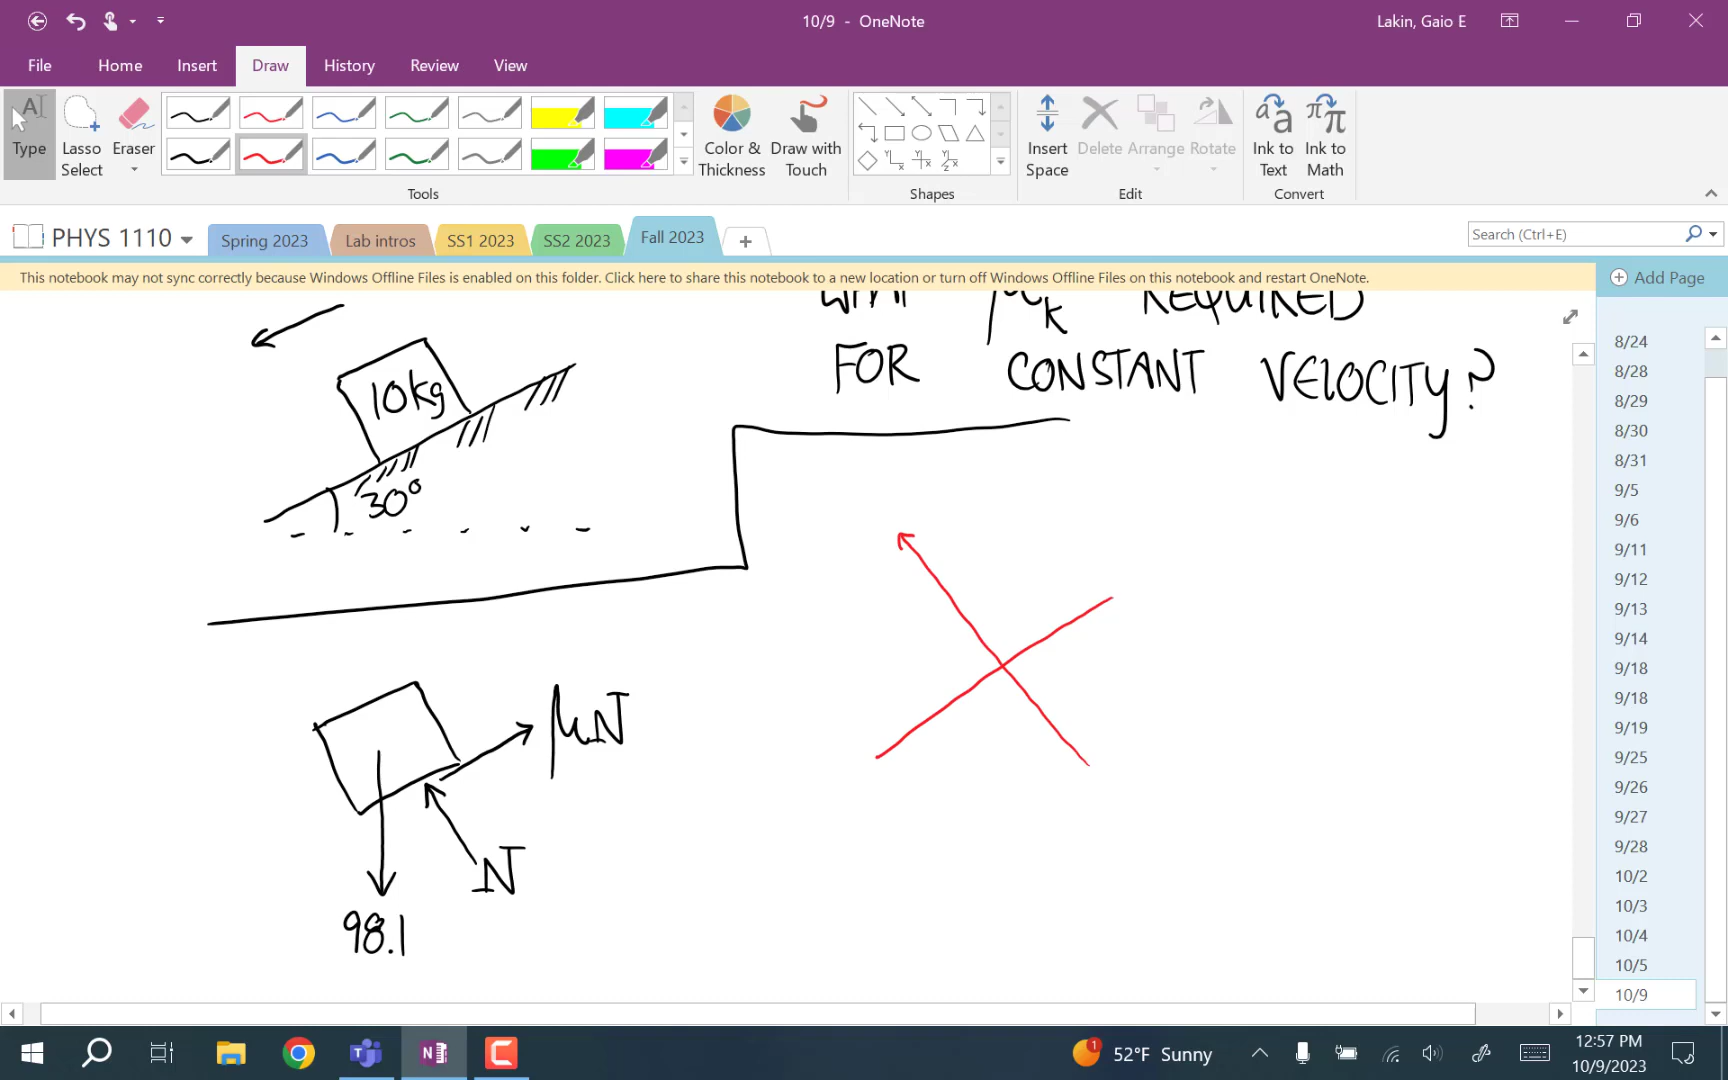 10/9 - OneNote
Lakin, Gaio E
File Home Insert Draw History Review View
Type
Lasso Select
Eraser
Color & Thickness
Draw with Touch
Insert Space
Delete
Arrange
Rotate
Ink to Text
Ink to Math
Tools
Shapes
Edit
Convert
PHYS 1110
Spring 2023
Lab intros
SS1 2023
SS2 2023
Fall 2023
Search (Ctrl+E)
This notebook may not sync correctly because Windows Offline Files is enabled on this folder. Click here to share this notebook to a new location or turn off Windows Offline Files on this notebook and restart OneNote.
Add Page
μk REQUIRED
FOR CONSTANT VELOCITY?
10kg
30°
μN
N
98.1
8/24
8/28
8/29
8/30
8/31
9/5
9/6
9/11
9/12
9/13
9/14
9/18
9/18
9/19
9/25
9/26
9/27
9/28
10/2
10/3
10/4
10/5
10/9
52°F Sunny
12:57 PM
10/9/2023